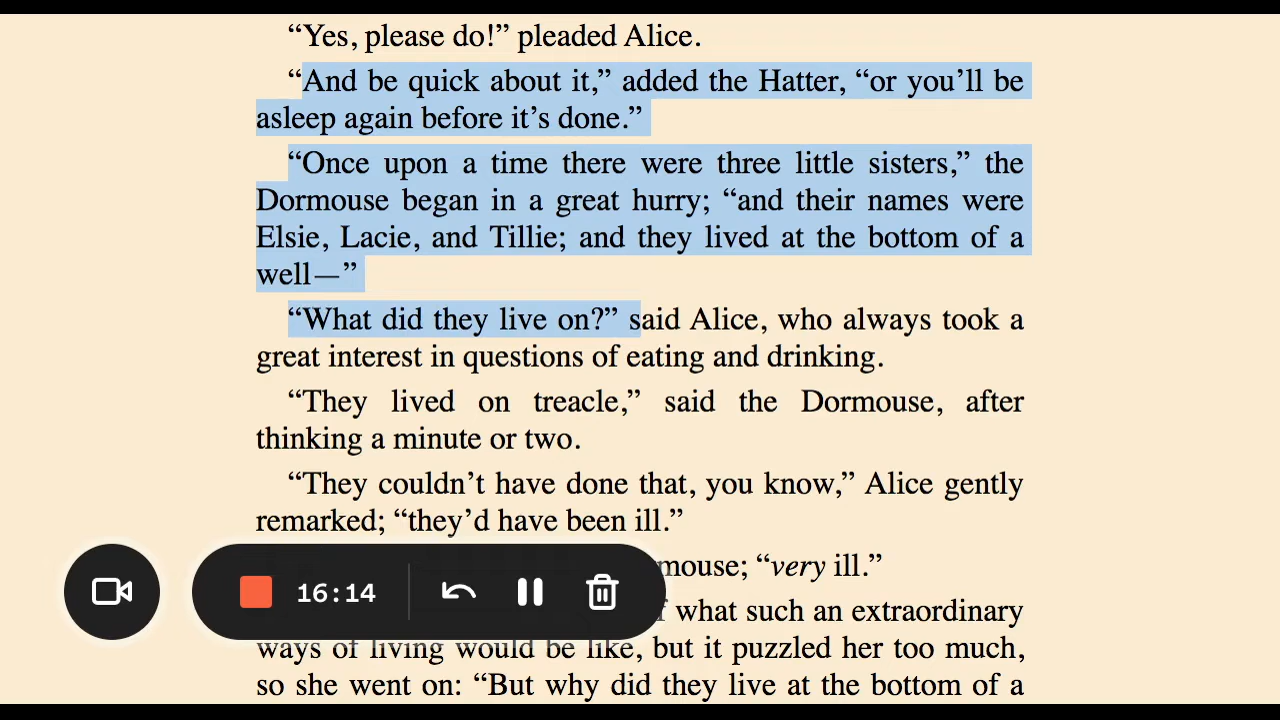 “Yes, please do!” pleaded Alice.
“And be quick about it,” added the Hatter, “or you’ll be
asleep again before it’s done.”
“Once upon a time there were three little sisters,” the
Dormouse began in a great hurry; “and their names were
Elsie, Lacie, and Tillie; and they lived at the bottom of a
well—”
“What did they live on?” said Alice, who always took a
great interest in questions of eating and drinking.
“They lived on treacle,” said the Dormouse, after
thinking a minute or two.
“They couldn’t have done that, you know,” Alice gently
remarked; “they’d have been ill.”
mouse; “very ill.”
16:14
what such an extraordinary
ways of living would be like, but it puzzled her too much,
so she went on: “But why did they live at the bottom of a